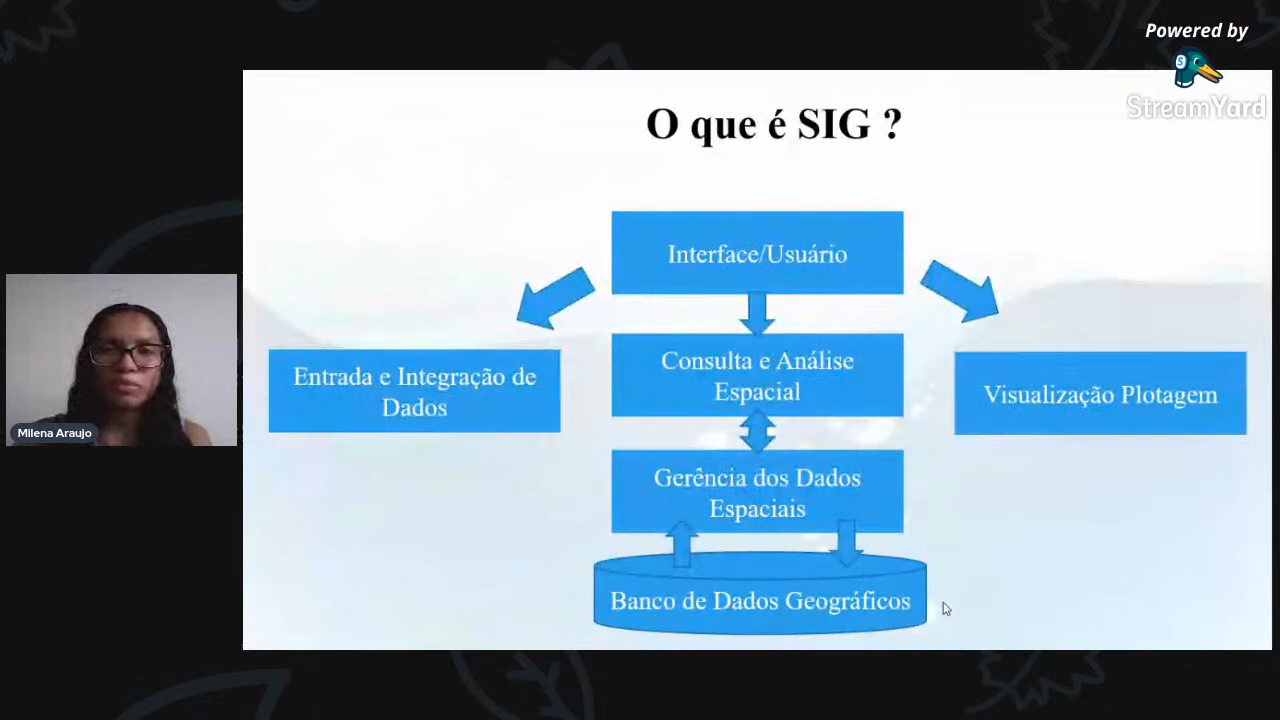 Powered by
StreamYard
O que é SIG ?
Interface/Usuário
Entrada e Integração de
Dados
Consulta e Análise
Espacial
Visualização Plotagem
Gerência dos Dados
Espaciais
Banco de Dados Geográficos
Milena Araujo